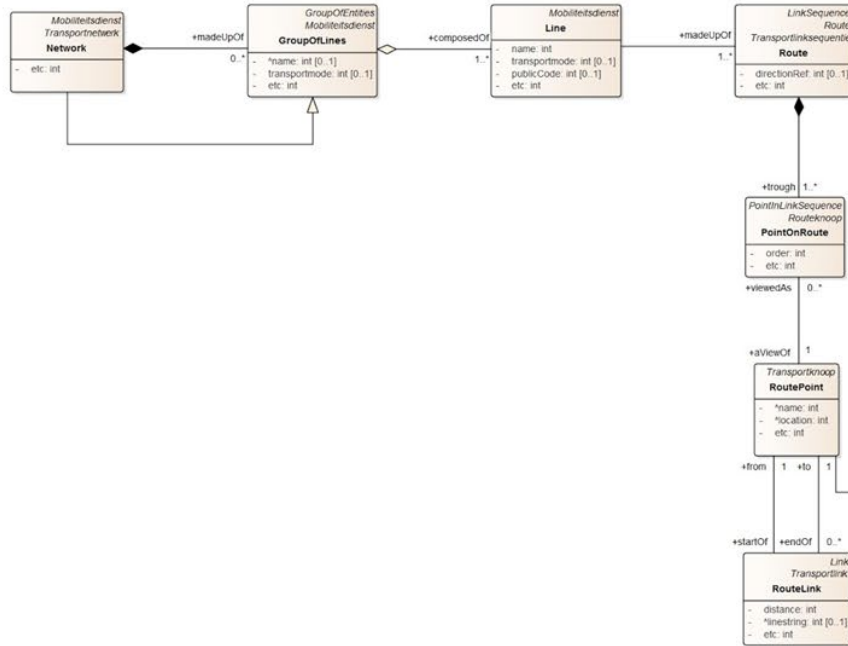 Mobiliteitsdienst
Transportnetwerk
Network
- etc: int
+madeUpOf
0..*
GroupOfEntities
Mobiliteitsdienst
GroupOfLines
- *name: int [0..1]
- transportmode: int [0..1]
- etc: int
+composedOf
1..*
Mobiliteitsdienst
Line
- name: int
- transportmode: int [0..1]
- publicCode: int [0..1]
- etc: int
+madeUpOf
1..*
LinkSequence
Route
Transportlinksequentie
Route
- directionRef: int [0..1]
- etc: int
+trough 1..*
PointInLinkSequence
Routeknoop
PointOnRoute
- order: int
- etc: int
+viewedAs 0..*
+aViewOf 1
Transportknoop
RoutePoint
- *name: int
- *location: int
- etc: int
+from 1 +to 1
+startOf +endOf 0..*
Link
Transportlink
RouteLink
- distance: int
- *linestring: int [0..1]
- etc: int